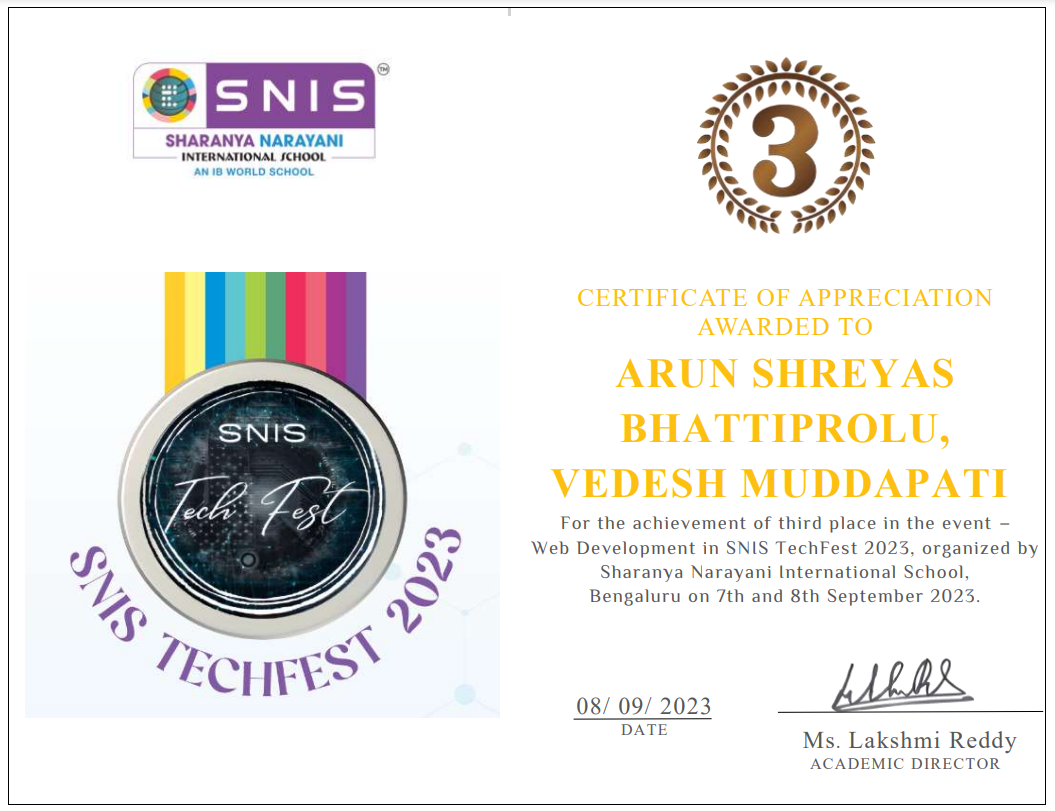 SNIS
TM
SHARANYA NARAYANI
INTERNATIONAL SCHOOL
AN IB WORLD SCHOOL
SNIS
Tech Fest
SNIS TECHFEST 2023
3
CERTIFICATE OF APPRECIATION
AWARDED TO
ARUN SHREYAS
BHATTIPROLU,
VEDESH MUDDAPATI
For the achievement of third place in the event –
Web Development in SNIS TechFest 2023, organized by
Sharanya Narayani International School,
Bengaluru on 7th and 8th September 2023.
08/ 09/ 2023
DATE
Ms. Lakshmi Reddy
ACADEMIC DIRECTOR